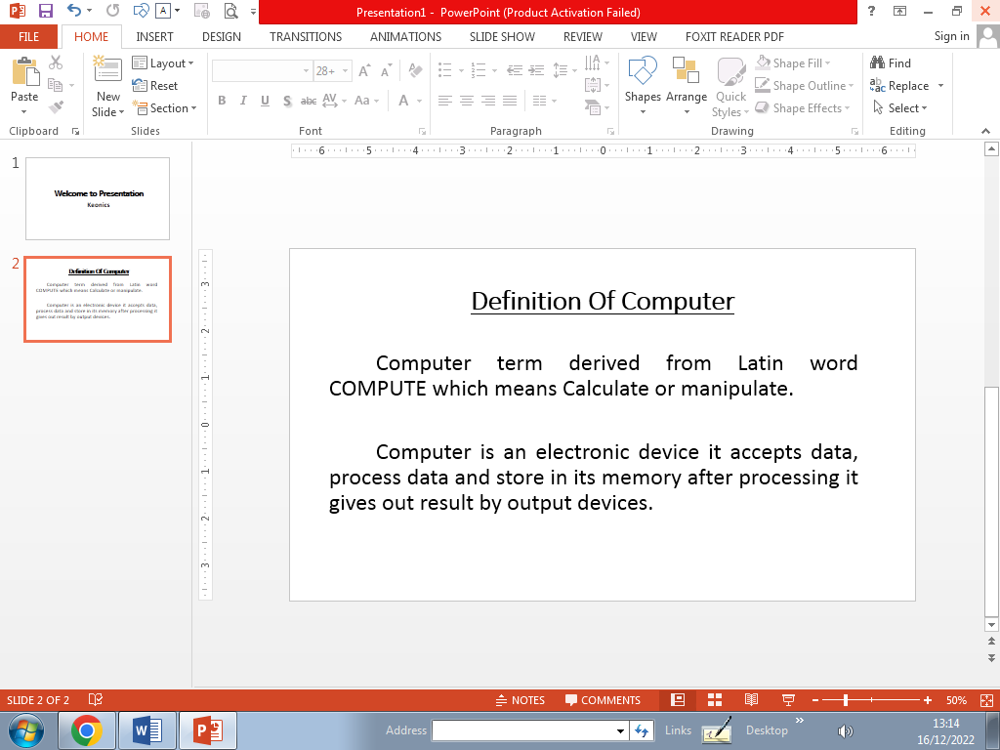 Presentation1 - PowerPoint (Product Activation Failed)
FILE HOME INSERT DESIGN TRANSITIONS ANIMATIONS SLIDE SHOW REVIEW VIEW FOXIT READER PDF Sign in
Paste
Clipboard
New Slide
Layout
Reset
Section
Slides
28+
B I U S abc AV Aa A
Font
Paragraph
Shapes
Arrange
Quick Styles
Shape Fill
Shape Outline
Shape Effects
Drawing
Find
Replace
Select
Editing
6 5 4 3 2 1 0 1 2 3 4 5 6
3 2 1 0 1 2 3
1
Welcome to Presentation
Keonics
2
Definition Of Computer
Computer term derived from Latin word
COMPUTE which means Calculate or manipulate.
Computer is an electronic device it accepts data,
process data and store in its memory after processing it
gives out result by output devices.
Definition Of Computer
Computer term derived from Latin word
COMPUTE which means Calculate or manipulate.
Computer is an electronic device it accepts data,
process data and store in its memory after processing it
gives out result by output devices.
SLIDE 2 OF 2 NOTES COMMENTS 50%
Address Links Desktop 13:14
16/12/2022